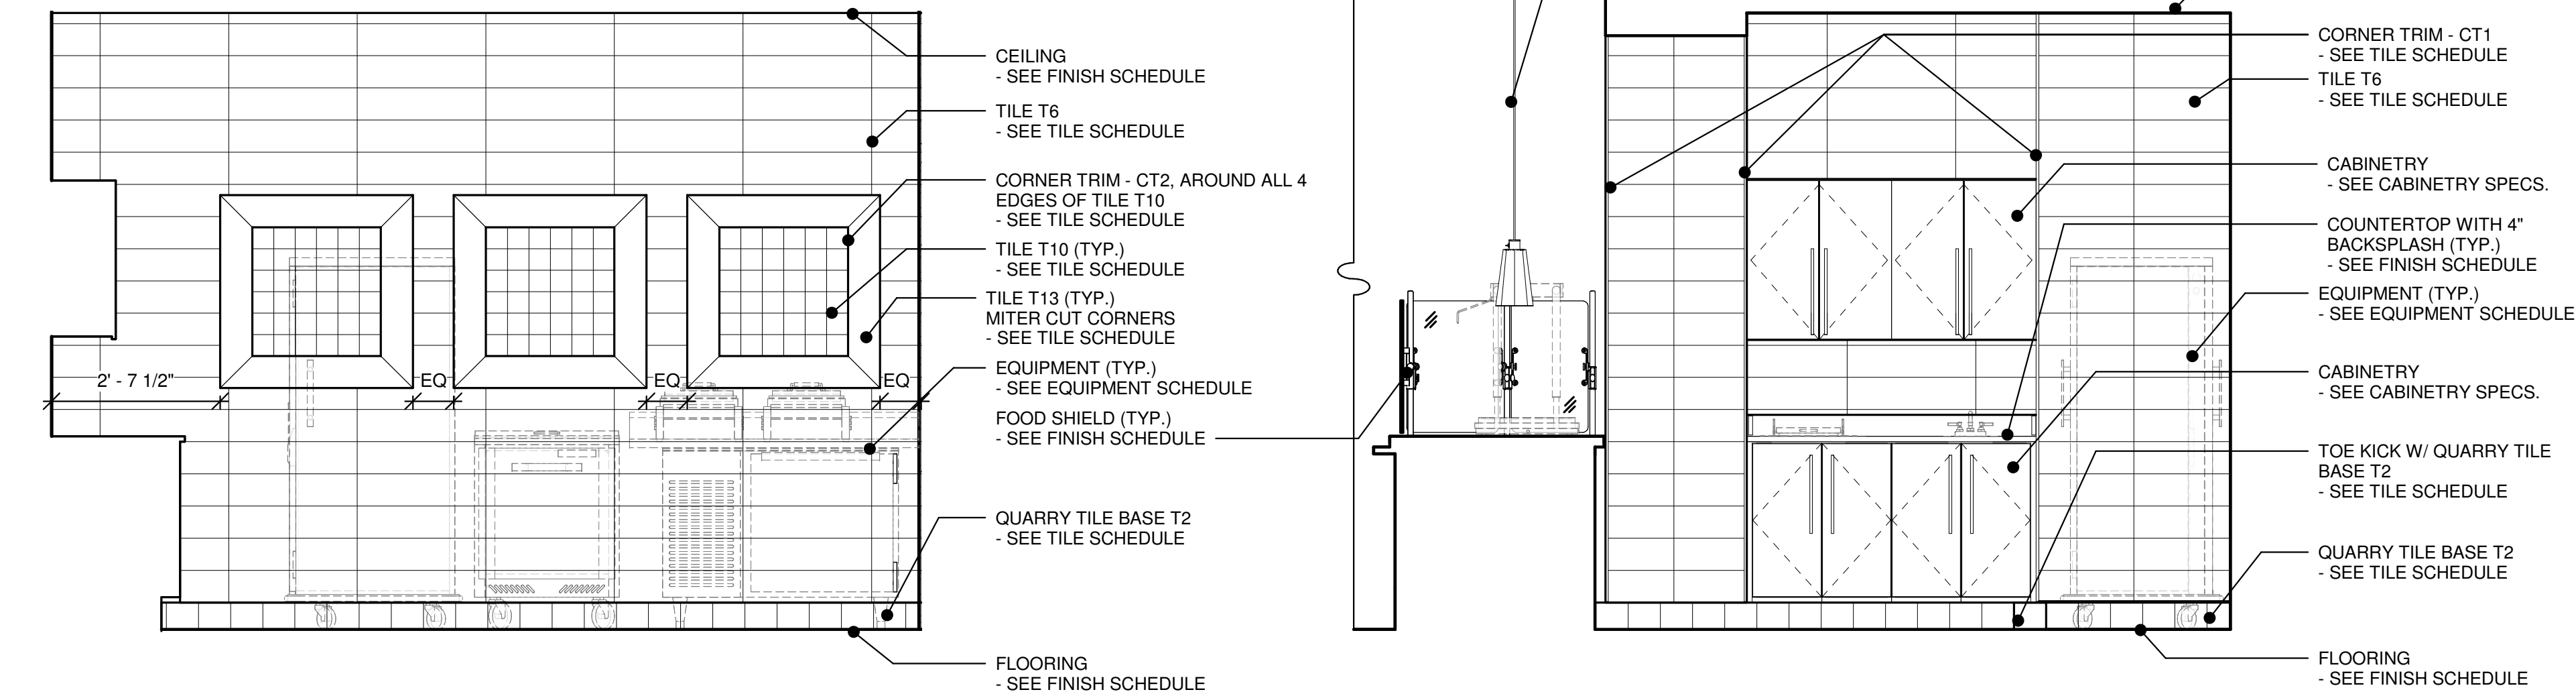 CEILING
- SEE FINISH SCHEDULE
TILE T6
- SEE TILE SCHEDULE
CORNER TRIM - CT2, AROUND ALL 4
EDGES OF TILE T10
- SEE TILE SCHEDULE
TILE T10 (TYP.)
- SEE TILE SCHEDULE
TILE T13 (TYP.)
MITER CUT CORNERS
- SEE TILE SCHEDULE
EQUIPMENT (TYP.)
- SEE EQUIPMENT SCHEDULE
FOOD SHIELD (TYP.)
- SEE FINISH SCHEDULE
QUARRY TILE BASE T2
- SEE TILE SCHEDULE
FLOORING
- SEE FINISH SCHEDULE
2' - 7 1/2"
EQ
EQ
EQ
CORNER TRIM - CT1
- SEE TILE SCHEDULE
TILE T6
- SEE TILE SCHEDULE
CABINETRY
- SEE CABINETRY SPECS.
COUNTERTOP WITH 4"
BACKSPLASH (TYP.)
- SEE FINISH SCHEDULE
EQUIPMENT (TYP.)
- SEE EQUIPMENT SCHEDULE
CABINETRY
- SEE CABINETRY SPECS.
TOE KICK W/ QUARRY TILE
BASE T2
- SEE TILE SCHEDULE
QUARRY TILE BASE T2
- SEE TILE SCHEDULE
FLOORING
- SEE FINISH SCHEDULE